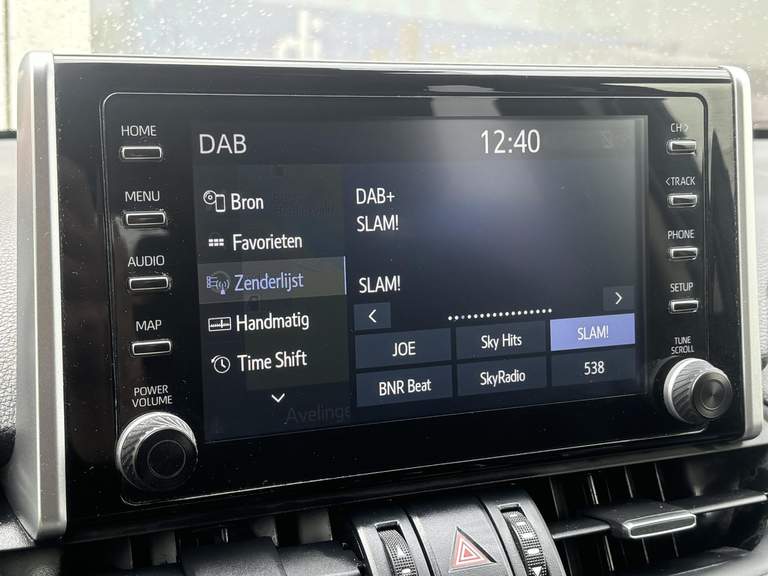 HOME
MENU
AUDIO
MAP
POWER
VOLUME
DAB
12:40
Bron
Favorieten
Zenderlijst
Handmatig
Time Shift
DAB+
SLAM!
SLAM!
JOE
Sky Hits
SLAM!
BNR Beat
SkyRadio
538
Avelinge
CH>
<TRACK
PHONE
SETUP
TUNE
SCROLL